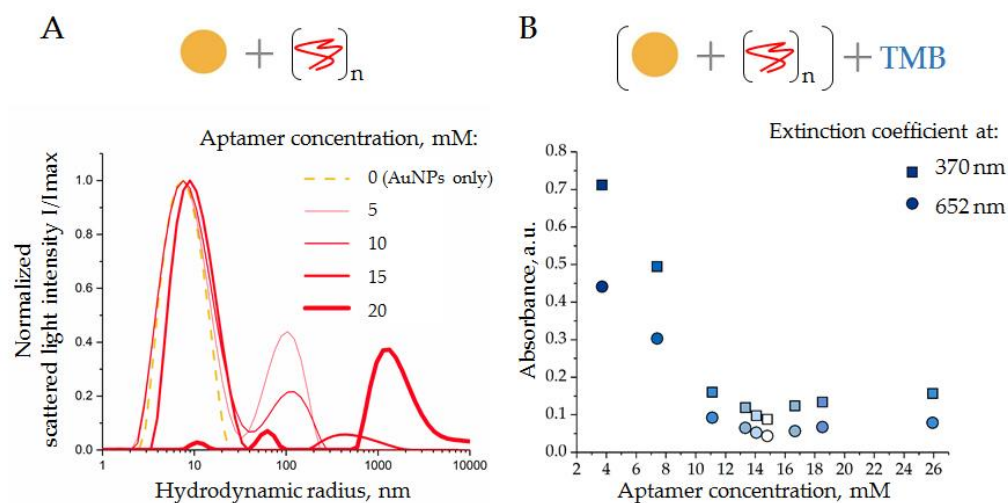 A
+ [ ]n
Aptamer concentration, mM:
0 (AuNPs only)
5
10
15
20
Normalized
scattered light intensity I/Imax
1.0
0.8
0.6
0.4
0.2
0.0
1 10 100 1000 10000
Hydrodynamic radius, nm
B
( + [ ]n ) + TMB
Extinction coefficient at:
370 nm
652 nm
Absorbance, a.u.
0.8
0.7
0.6
0.5
0.4
0.3
0.2
0.1
0.0
2 4 6 8 10 12 14 16 18 20 22 24 26
Aptamer concentration, mM